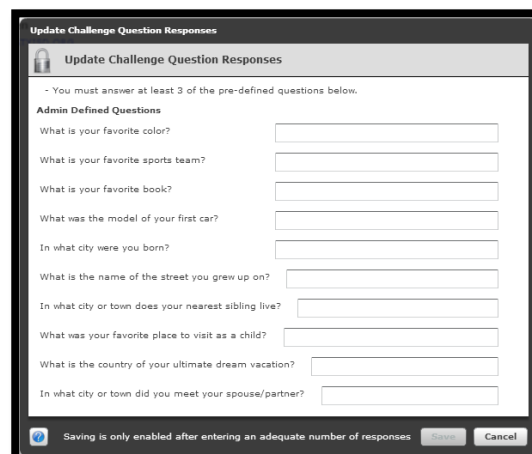 Update Challenge Question Responses
Update Challenge Question Responses
- You must answer at least 3 of the pre-defined questions below.
Admin Defined Questions
What is your favorite color?
What is your favorite sports team?
What is your favorite book?
What was the model of your first car?
In what city were you born?
What is the name of the street you grew up on?
In what city or town does your nearest sibling live?
What was your favorite place to visit as a child?
What is the country of your ultimate dream vacation?
In what city or town did you meet your spouse/partner?
? Saving is only enabled after entering an adequate number of responses Save Cancel